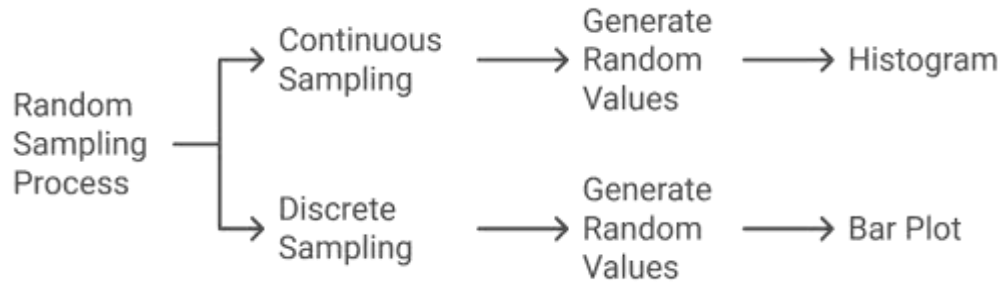 Random
Sampling
Process
Continuous
Sampling
Generate
Random
Values
Histogram
Discrete
Sampling
Generate
Random
Values
Bar Plot